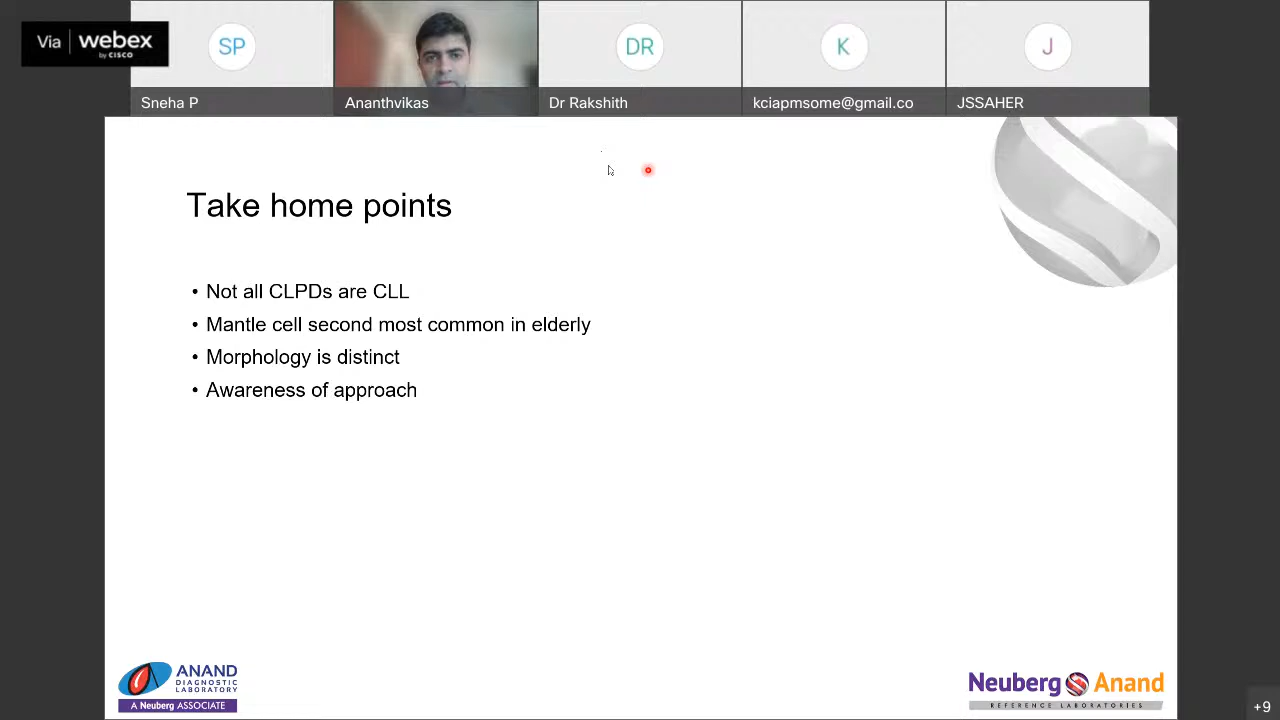 Via webex
by CISCO
SP
DR
K
J
Sneha P
Ananthvikas
Dr Rakshith
kciapmsome@gmail.co
JSSAHER
Take home points
• Not all CLPDs are CLL
• Mantle cell second most common in elderly
• Morphology is distinct
• Awareness of approach
ANAND
DIAGNOSTIC
LABORATORY
A Neuberg ASSOCIATE
Neuberg Anand
REFERENCE LABORATORIES
+9